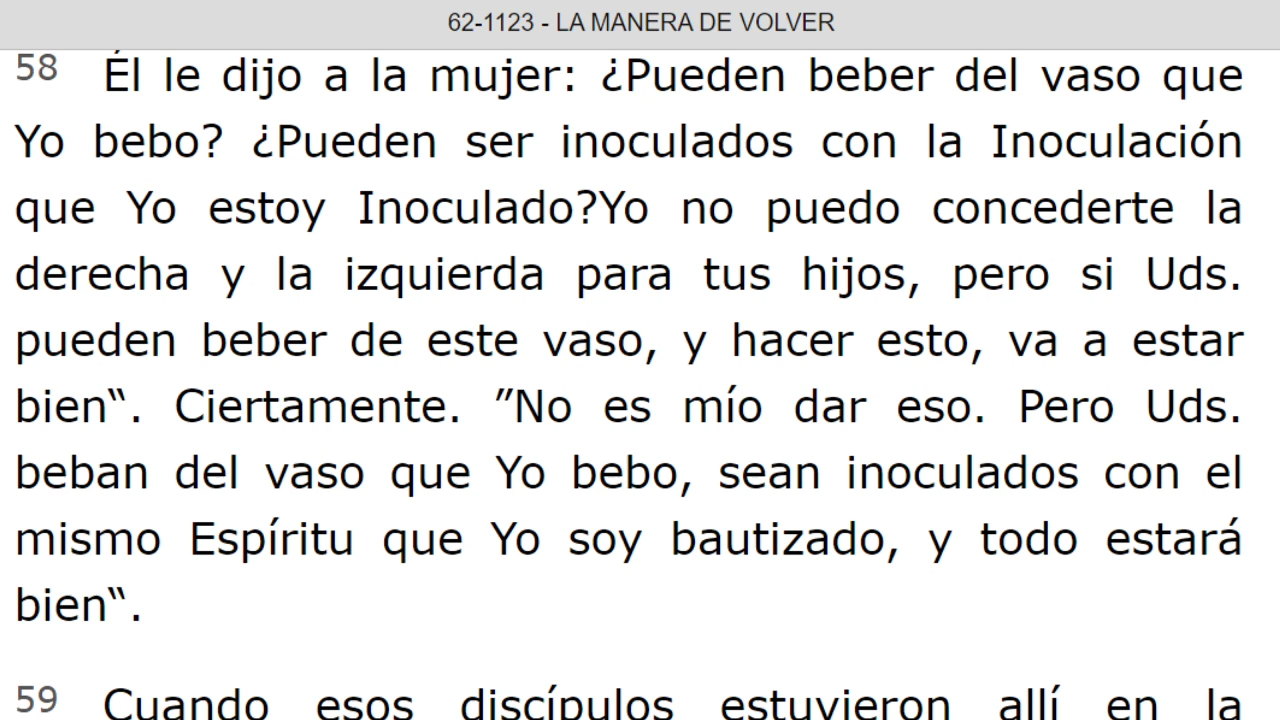 62-1123 - LA MANERA DE VOLVER
58 Él le dijo a la mujer: ¿Pueden beber del vaso que
Yo bebo? ¿Pueden ser inoculados con la Inoculación
que Yo estoy Inoculado?Yo no puedo concederte la
derecha y la izquierda para tus hijos, pero si Uds.
pueden beber de este vaso, y hacer esto, va a estar
bien“. Ciertamente. ”No es mío dar eso. Pero Uds.
beban del vaso que Yo bebo, sean inoculados con el
mismo Espíritu que Yo soy bautizado, y todo estará
bien“.
59 Cuando esos discípulos estuvieron allí en la